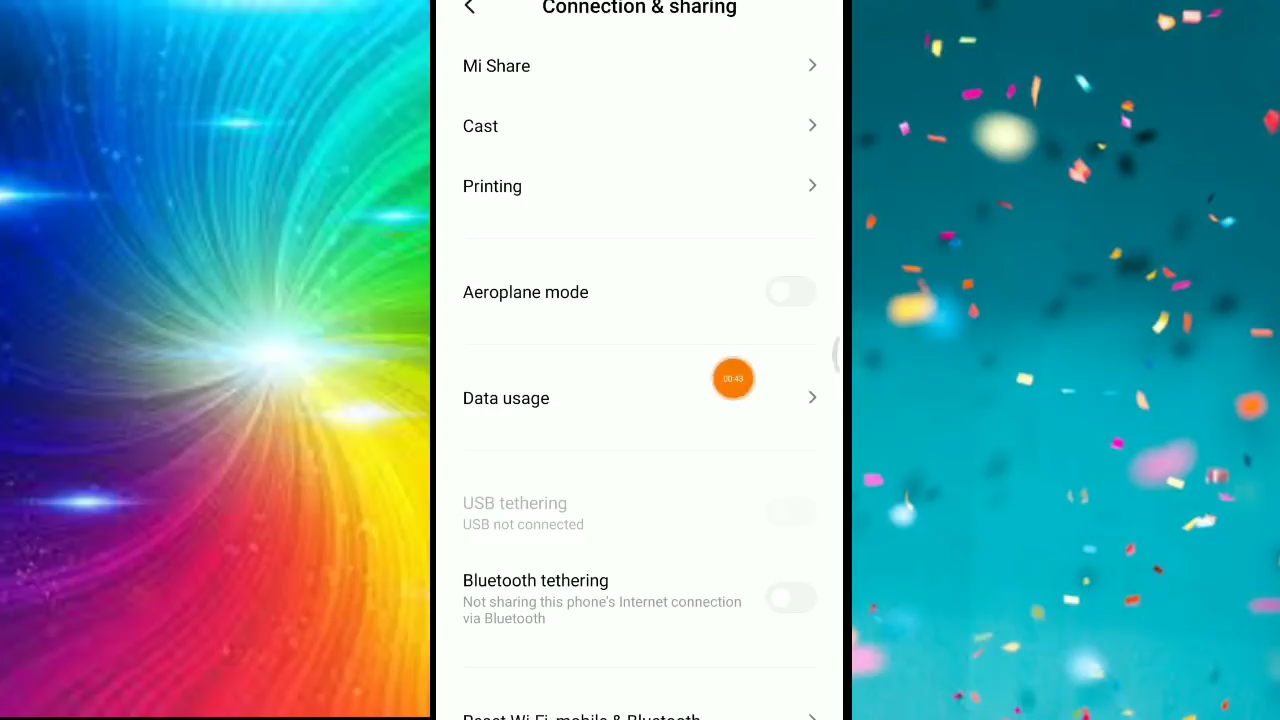 Connection & sharing
Mi Share
Cast
Printing
Aeroplane mode
00:43
Data usage
USB tethering
USB not connected
Bluetooth tethering
Not sharing this phone's Internet connection
via Bluetooth
Reset Wi-Fi, mobile & Bluetooth